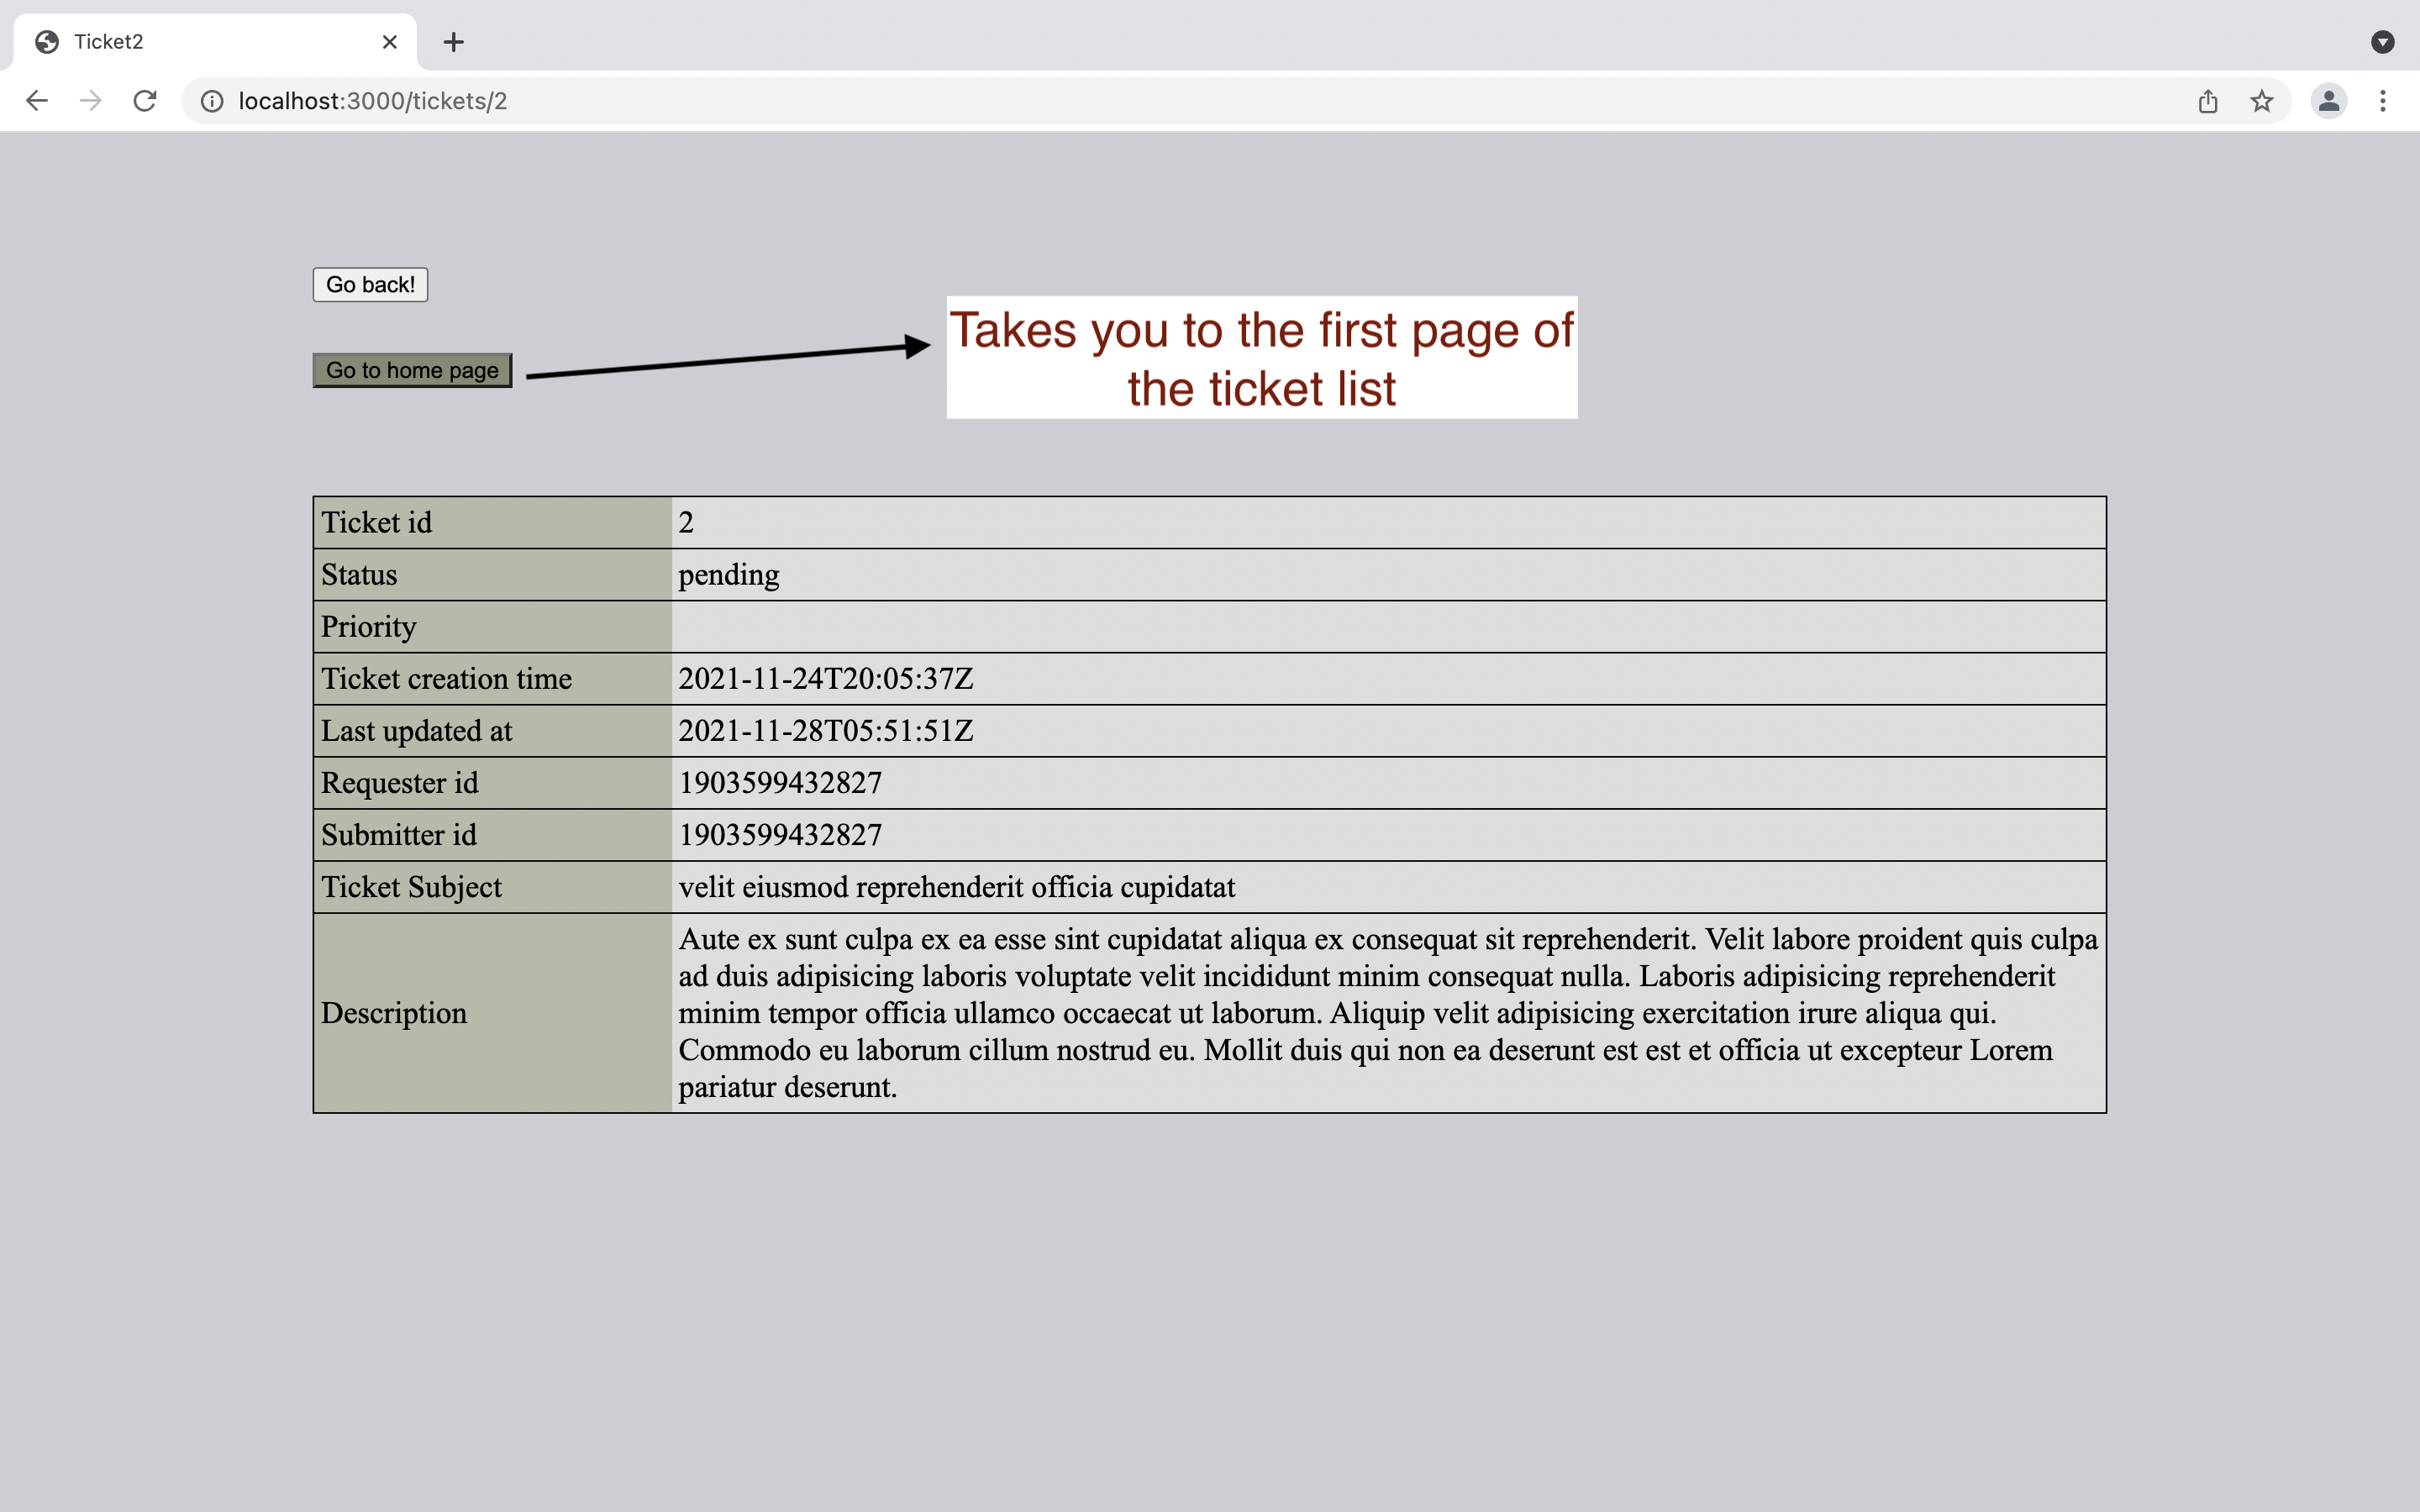 Ticket2
localhost:3000/tickets/2
Go back!
Go to home page
Takes you to the first page of
the ticket list
Ticket id 2
Status pending
Priority
Ticket creation time 2021-11-24T20:05:37Z
Last updated at 2021-11-28T05:51:51Z
Requester id 1903599432827
Submitter id 1903599432827
Ticket Subject velit eiusmod reprehenderit officia cupidatat
Description
Aute ex sunt culpa ex ea esse sint cupidatat aliqua ex consequat sit reprehenderit. Velit labore proident quis culpa
ad duis adipisicing laboris voluptate velit incididunt minim consequat nulla. Laboris adipisicing reprehenderit
minim tempor officia ullamco occaecat ut laborum. Aliquip velit adipisicing exercitation irure aliqua qui.
Commodo eu laborum cillum nostrud eu. Mollit duis qui non ea deserunt est est et officia ut excepteur Lorem
pariatur deserunt.